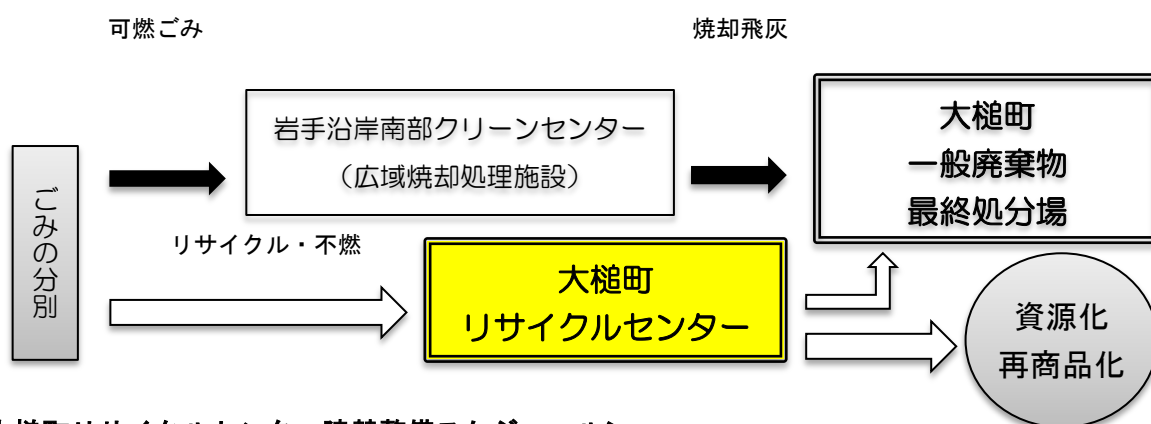 可燃ごみ
焼却飛灰
岩手沿岸南部クリーンセンター
（広域焼却処理施設）
大槌町
一般廃棄物
最終処分場
ごみの分別
リサイクル・不燃
大槌町
リサイクルセンター
資源化
再商品化